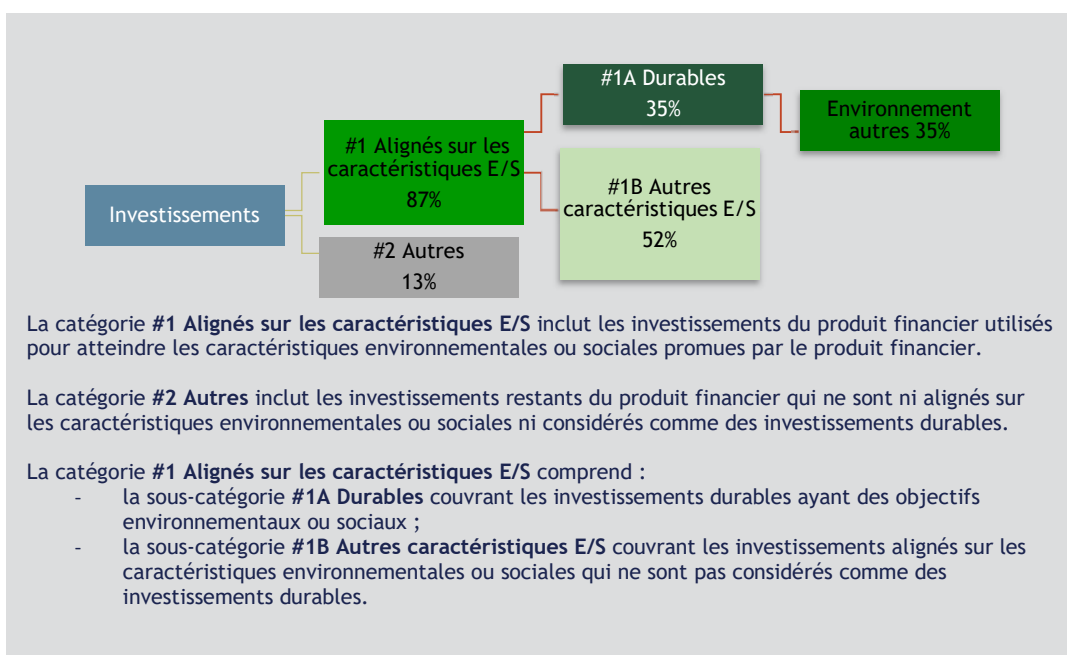 #1A Durables
35%
Environnement
autres 35%
#1 Alignés sur les
caractéristiques E/S
87%
#1B Autres
caractéristiques E/S
52%
Investissements
#2 Autres
13%
La catégorie #1 Alignés sur les caractéristiques E/S inclut les investissements du produit financier utilisés
pour atteindre les caractéristiques environnementales ou sociales promues par le produit financier.
La catégorie #2 Autres inclut les investissements restants du produit financier qui ne sont ni alignés sur
les caractéristiques environnementales ou sociales ni considérés comme des investissements durables.
La catégorie #1 Alignés sur les caractéristiques E/S comprend :
- la sous-catégorie #1A Durables couvrant les investissements durables ayant des objectifs
environnementaux ou sociaux ;
- la sous-catégorie #1B Autres caractéristiques E/S couvrant les investissements alignés sur les
caractéristiques environnementales ou sociales qui ne sont pas considérés comme des
investissements durables.